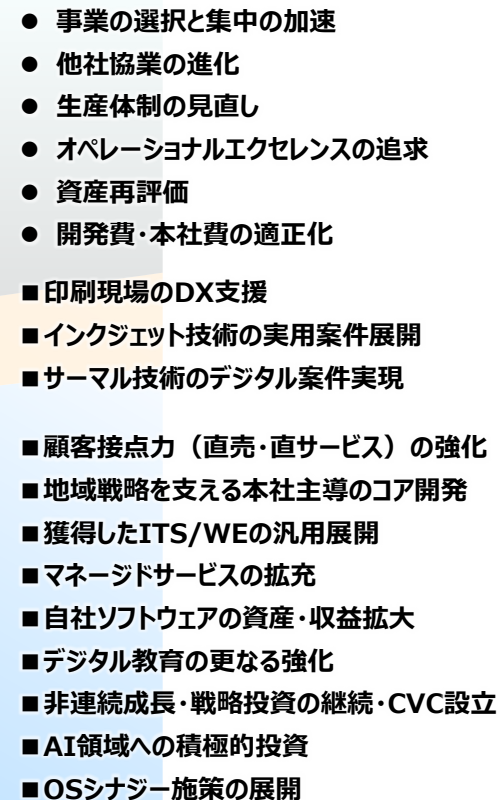 ● 事業の選択と集中の加速
● 他社協業の進化
● 生産体制の見直し
● オペレーショナルエクセレンスの追求
● 資産再評価
● 開発費・本社費の適正化
■印刷現場のDX支援
■インクジェット技術の実用案件展開
■サーマル技術のデジタル案件実現
■顧客接点力（直売・直サービス）の強化
■地域戦略を支える本社主導のコア開発
■獲得したITS/WEの汎用展開
■マネージドサービスの拡充
■自社ソフトウェアの資産・収益拡大
■デジタル教育の更なる強化
■非連続成長・戦略投資の継続・CVC設立
■AI領域への積極的投資
■OSシナジー施策の展開